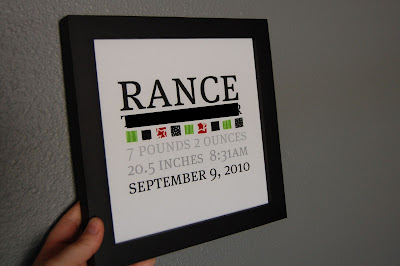 RANCE
7 POUNDS 2 OUNCES
20.5 INCHES 8:31AM
SEPTEMBER 9, 2010